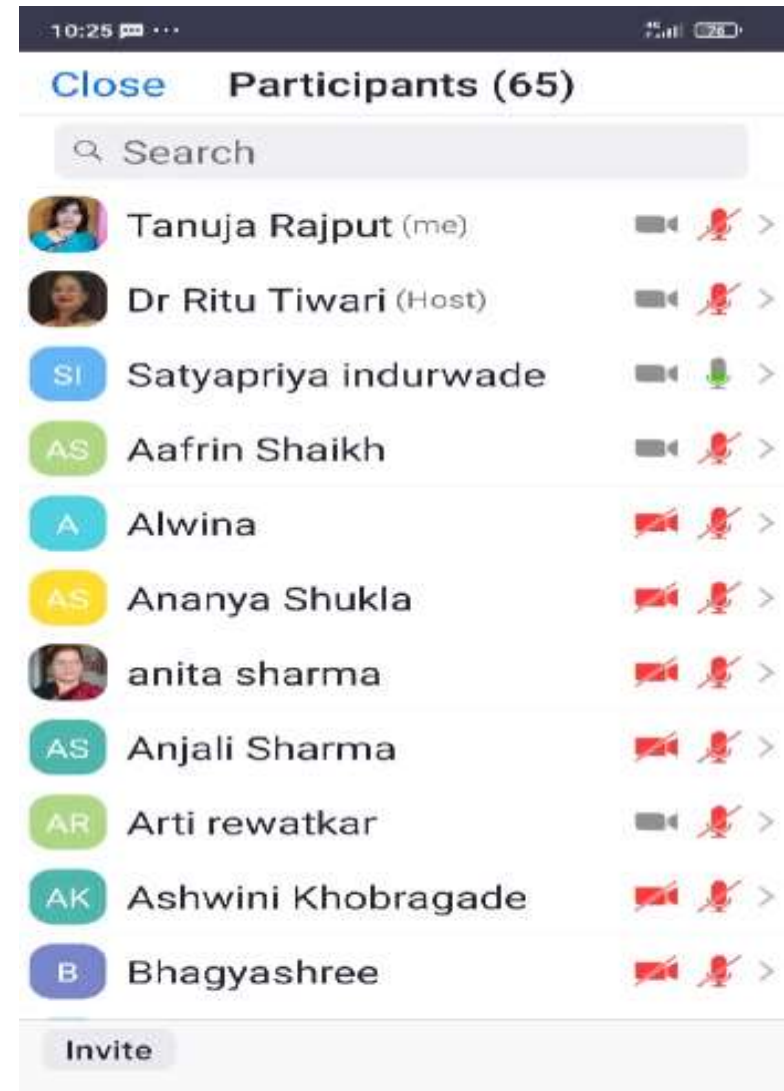 10:25
76
Close Participants (65)
Search
Tanuja Rajput (me)
Dr Ritu Tiwari (Host)
SI Satyapriya indurwade
AS Aafrin Shaikh
A Alwina
AS Ananya Shukla
anita sharma
AS Anjali Sharma
AR Arti rewatkar
AK Ashwini Khobragade
B Bhagyashree
Invite